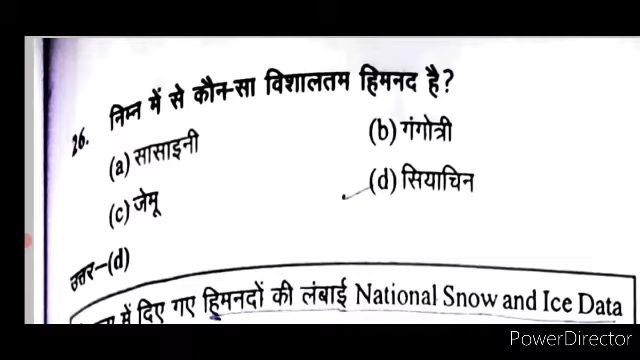 26. निम्न में से कौन-सा विशालतम हिमनद है?
(a) सासाइनी (b) गंगोत्री
(c) जेमू (d) सियाचिन
उत्तर–(d)
में दिए गए हिमनदों की लंबाई National Snow and Ice Data
PowerDirector